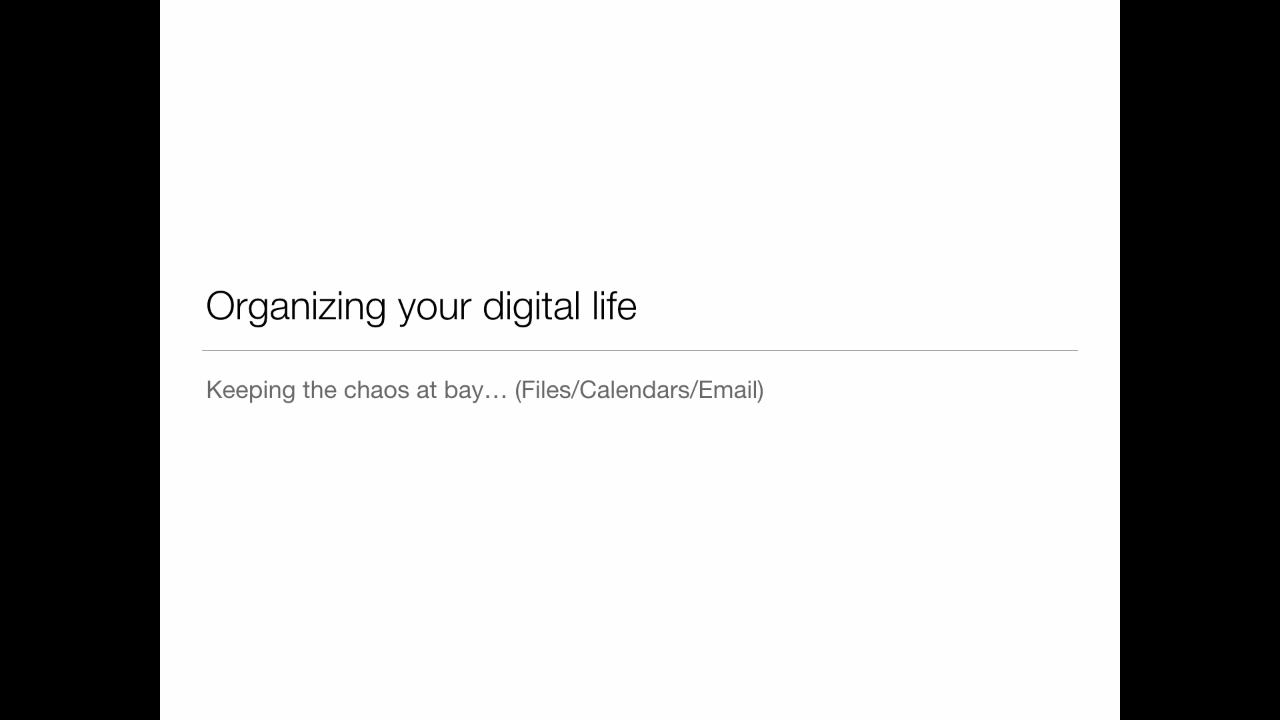 Organizing your digital life
Keeping the chaos at bay… (Files/Calendars/Email)